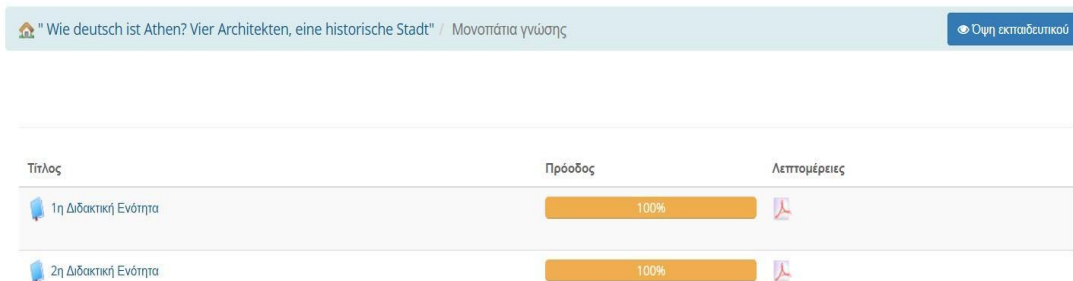 " Wie deutsch ist Athen? Vier Architekten, eine historische Stadt" / Μονοπάτια γνώσης
Όψη εκπαιδευτικού
Τίτλος Πρόοδος Λεπτομέρειες
1η Διδακτική Ενότητα 100%
2η Διδακτική Ενότητα 100%